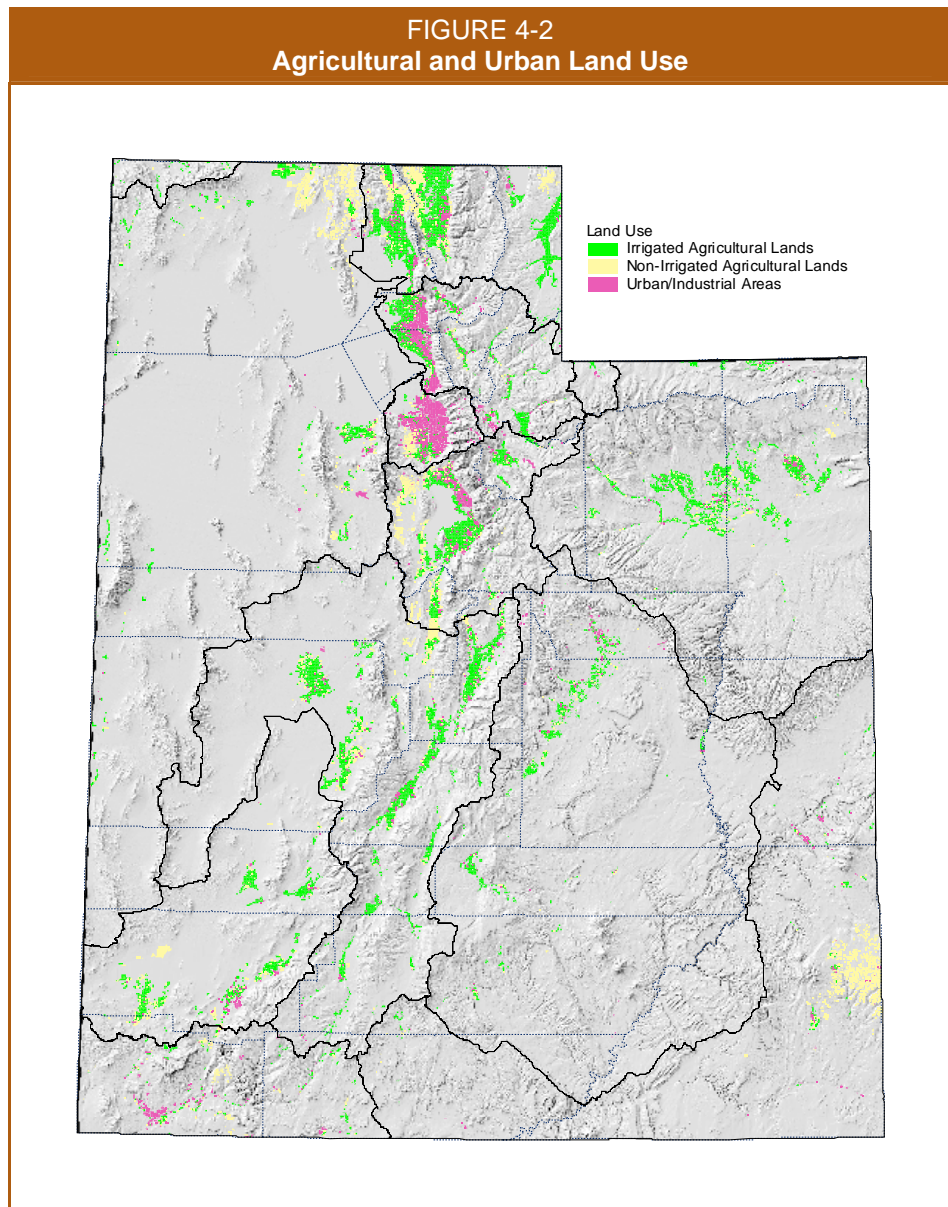 FIGURE 4-2
Agricultural and Urban Land Use
Land Use
Irrigated Agricultural Lands
Non-Irrigated Agricultural Lands
Urban/Industrial Areas